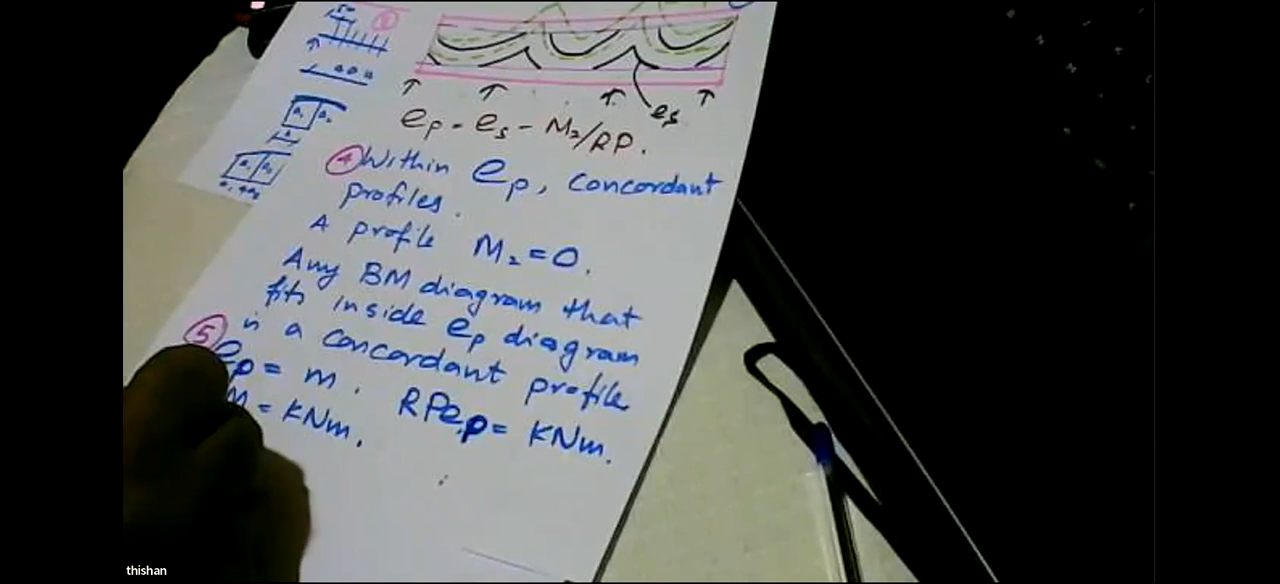 eₚ = eₛ - M₂/RP.
es
④ Within eₚ, concordant
profiles.
A profile M₂ = 0.
Any BM diagram that
fits inside eₚ diagram
is a concordant profile
⑤ eₚ = m. RPeₚ = KNm.
M = KNm.
thishan